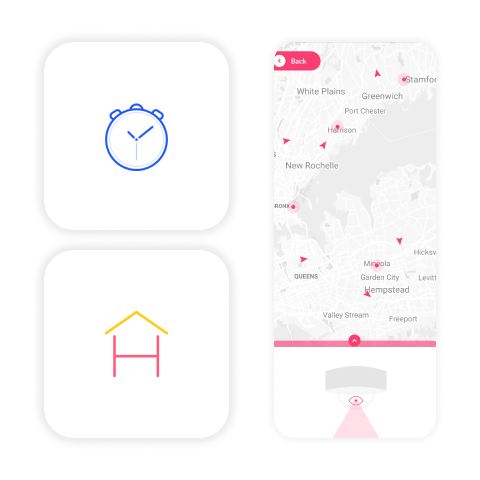 Back
Stamfor
White Plains
Greenwich
Port Chester
Harrison
New Rochelle
RONX
Hicksv
Mineola
QUEENS
Garden City
Levitt
Hempstead
Valley Stream
Freeport